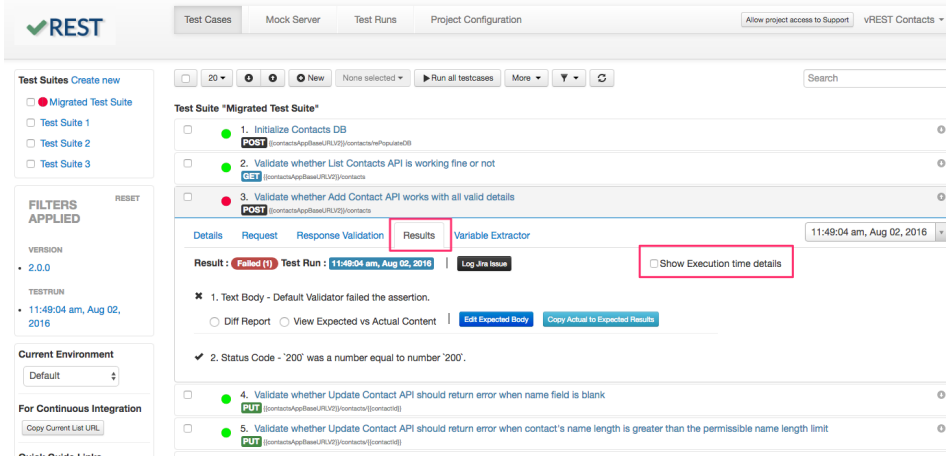 REST
Test Cases Mock Server Test Runs Project Configuration Allow project access to Support vREST Contacts
Test Suites Create new
Migrated Test Suite
Test Suite 1
Test Suite 2
Test Suite 3
FILTERS APPLIED RESET
VERSION
2.0.0
TESTRUN
11:49:04 am, Aug 02, 2016
Current Environment
Default
For Continuous Integration
Copy Current List URL
Quick Guide Links
20 New None selected Run all testcases More Search
Test Suite "Migrated Test Suite"
1. Initialize Contacts DB
POST {{contactsAppBaseURLV2}}/contacts/rePopulateDB
2. Validate whether List Contacts API is working fine or not
GET {{contactsAppBaseURLV2}}/contacts
3. Validate whether Add Contact API works with all valid details
POST {{contactsAppBaseURLV2}}/contacts
Details Request Response Validation Results Variable Extractor 11:49:04 am, Aug 02, 2016
Result : Failed (1) Test Run : 11:49:04 am, Aug 02, 2016 | Log Jira Issue Show Execution time details
1. Text Body - Default Validator failed the assertion.
Diff Report View Expected vs Actual Content | Edit Expected Body Copy Actual to Expected Results
2. Status Code - `200` was a number equal to number `200`.
4. Validate whether Update Contact API should return error when name field is blank
PUT {{contactsAppBaseURLV2}}/contacts/{{contactId}}
5. Validate whether Update Contact API should return error when contact's name length is greater than the permissible name length limit
PUT {{contactsAppBaseURLV2}}/contacts/{{contactId}}